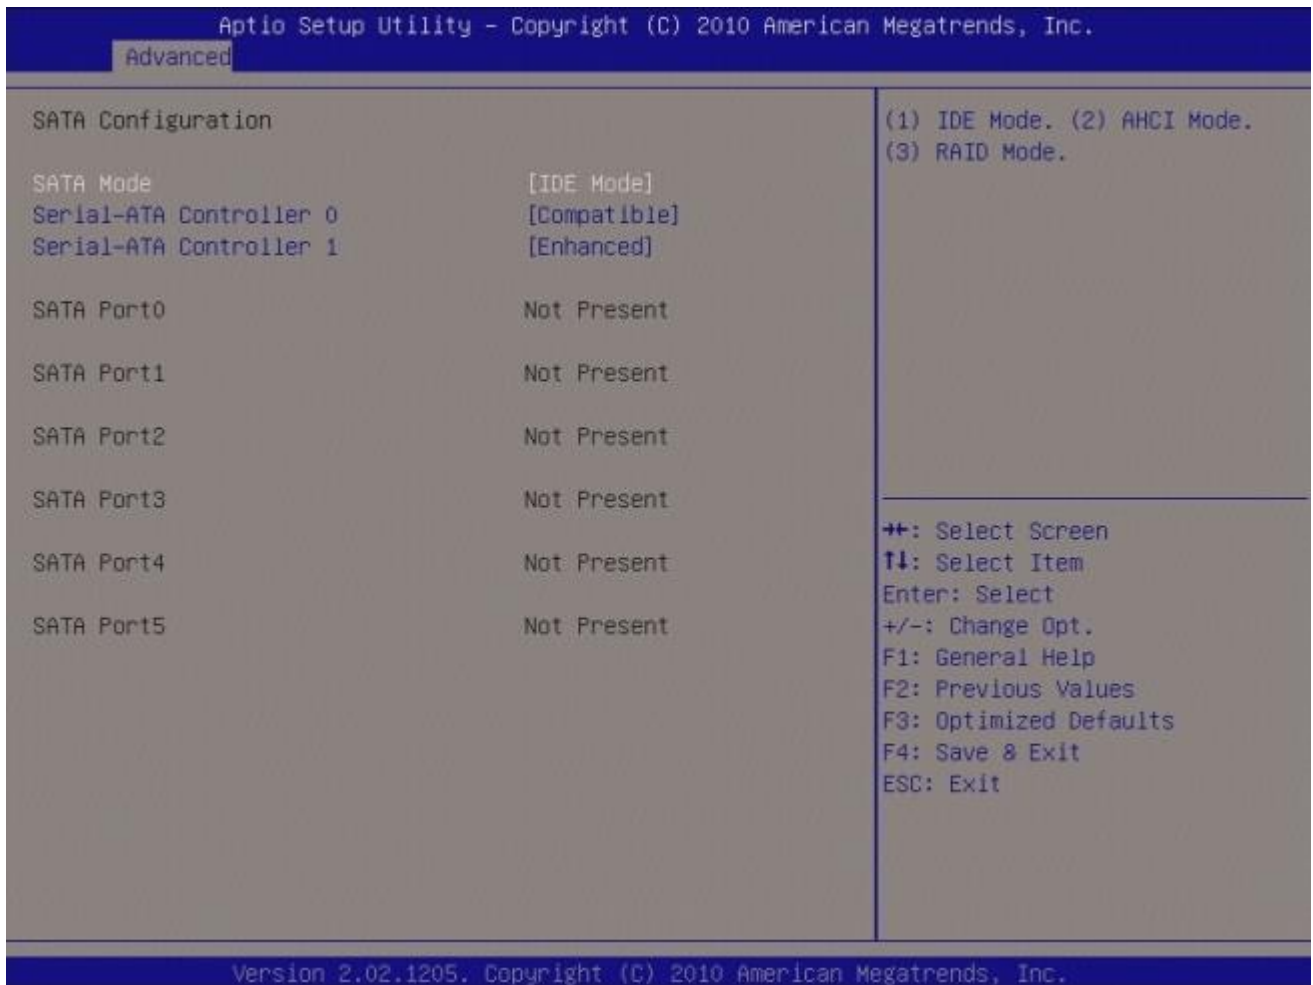 Aptio Setup Utility – Copyright (C) 2010 American Megatrends, Inc.
Advanced
SATA Configuration
SATA Mode [IDE Mode]
Serial-ATA Controller 0 [Compatible]
Serial-ATA Controller 1 [Enhanced]
SATA Port0 Not Present
SATA Port1 Not Present
SATA Port2 Not Present
SATA Port3 Not Present
SATA Port4 Not Present
SATA Port5 Not Present
(1) IDE Mode. (2) AHCI Mode.
(3) RAID Mode.
→←: Select Screen
↑↓: Select Item
Enter: Select
+/-: Change Opt.
F1: General Help
F2: Previous Values
F3: Optimized Defaults
F4: Save & Exit
ESC: Exit
Version 2.02.1205. Copyright (C) 2010 American Megatrends, Inc.